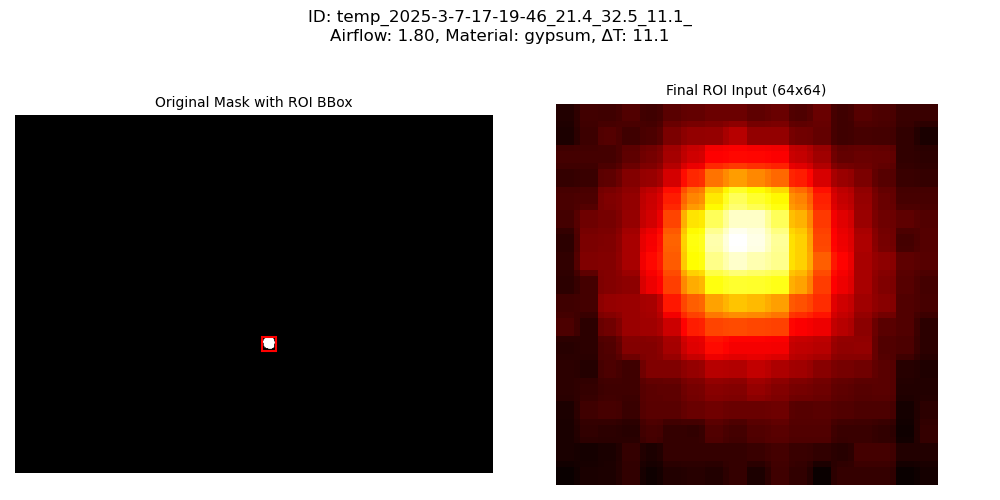 ID: temp_2025-3-7-17-19-46_21.4_32.5_11.1_
Airflow: 1.80, Material: gypsum, ΔT: 11.1
Original Mask with ROI BBox
Final ROI Input (64x64)